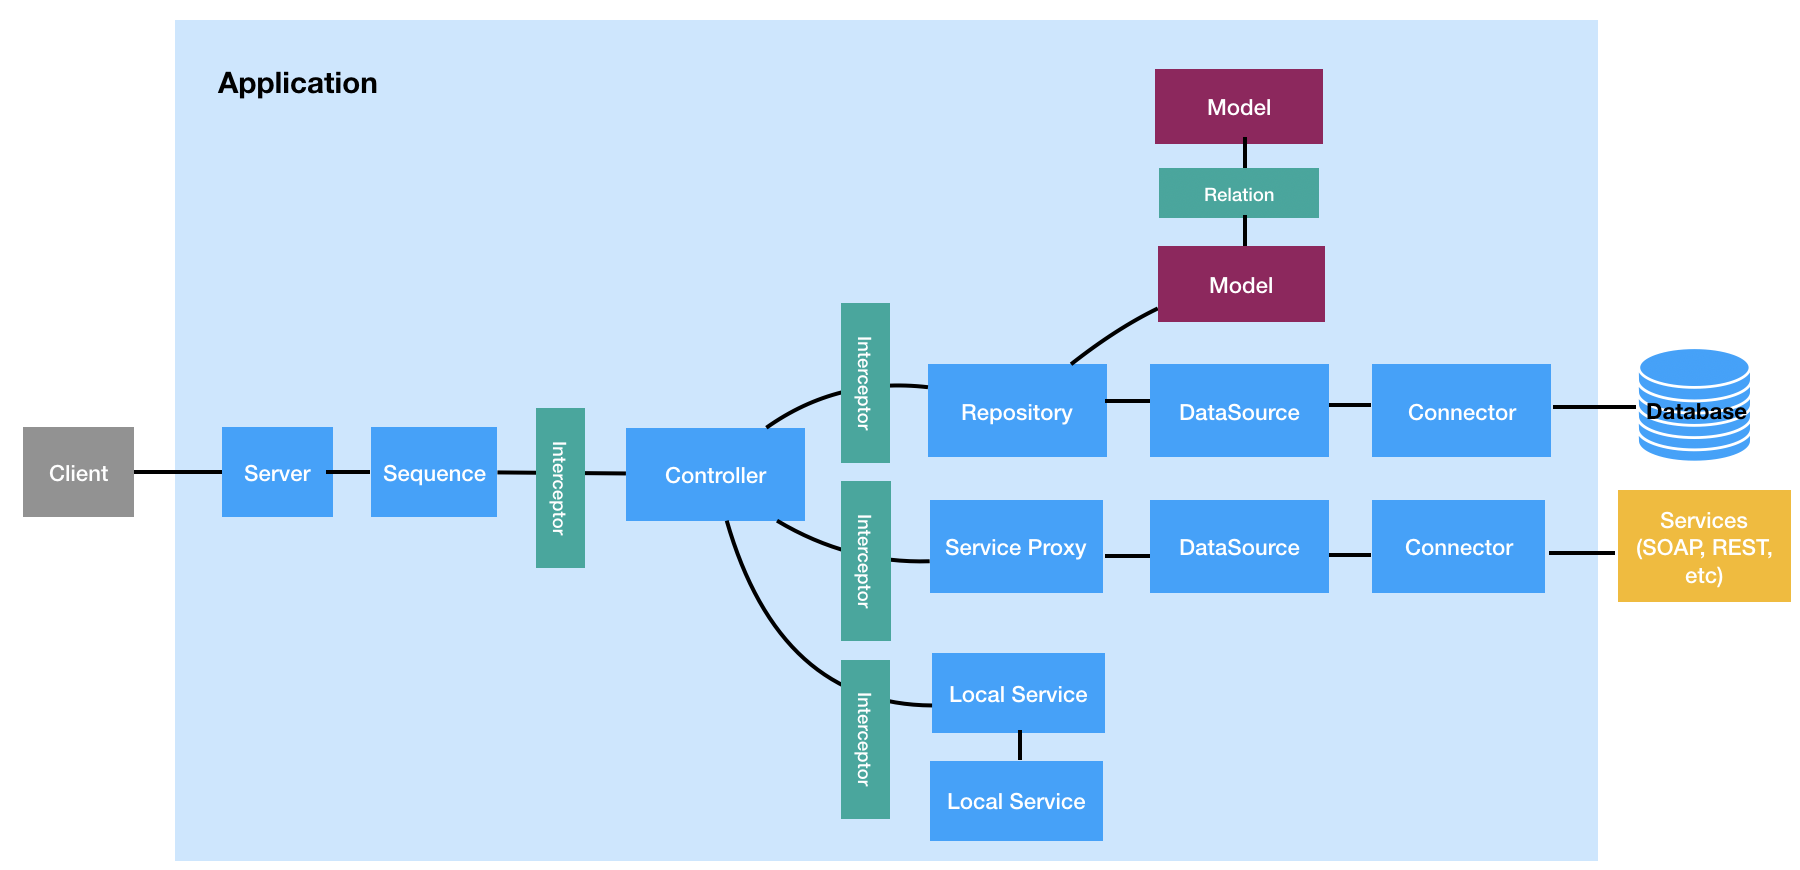 Application
Model
Relation
Model
Interceptor
Repository
DataSource
Connector
Database
Client
Server
Sequence
Interceptor
Controller
Interceptor
Service Proxy
DataSource
Connector
Services
(SOAP, REST,
etc)
Interceptor
Local Service
Local Service